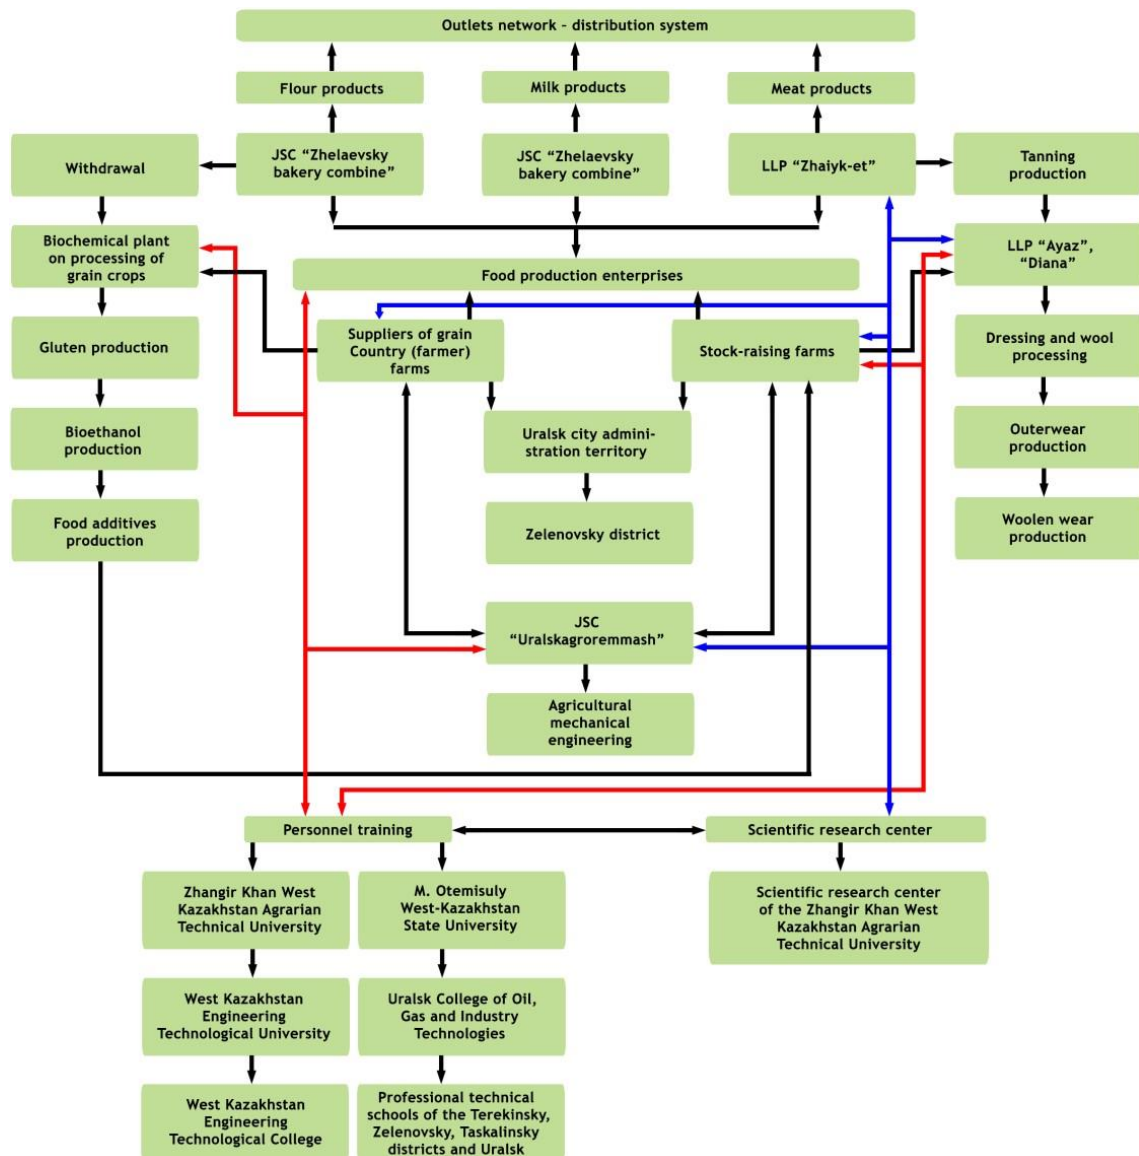 Outlets network – distribution system
Flour products
Milk products
Meat products
Withdrawal
JSC “Zhelaevsky
bakery combine”
JSC “Zhelaevsky
bakery combine”
LLP “Zhaiyk-et”
Tanning
production
Biochemical plant
on processing of
grain crops
Food production enterprises
LLP “Ayaz”,
“Diana”
Gluten production
Suppliers of grain
Country (farmer)
farms
Stock-raising farms
Dressing and wool
processing
Bioethanol
production
Uralsk city admini-
stration territory
Outerwear
production
Food additives
production
Zelenovsky district
Woolen wear
production
JSC
“Uralskagroremmash”
Agricultural
mechanical
engineering
Personnel training
Scientific research center
Zhangir Khan West
Kazakhstan Agrarian
Technical University
M. Otemisuly
West-Kazakhstan
State University
Scientific research center
of the Zhangir Khan West
Kazakhstan Agrarian
Technical University
West Kazakhstan
Engineering
Technological University
Uralsk College of Oil,
Gas and Industry
Technologies
West Kazakhstan
Engineering
Technological College
Professional technical
schools of the Terekinsky,
Zelenovsky, Taskalinsky
districts and Uralsk